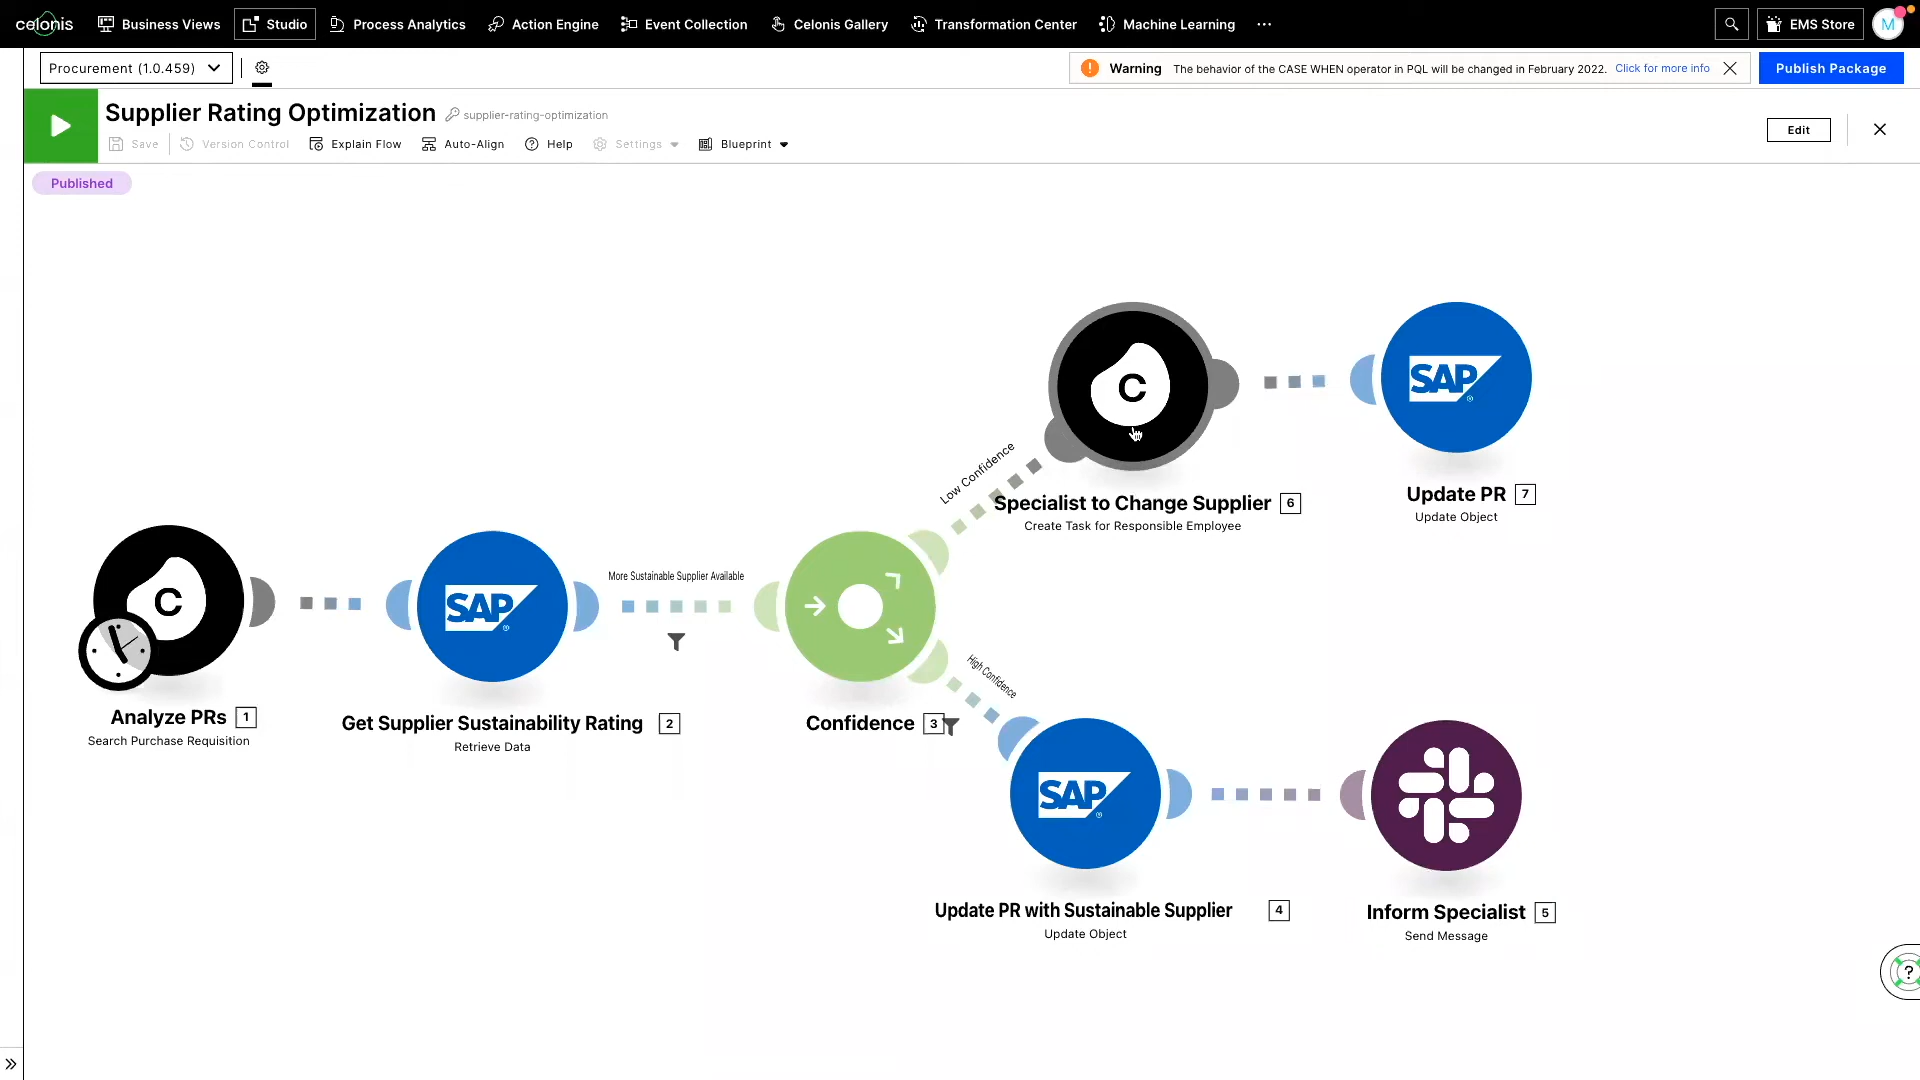 celonis Business Views Studio Process Analytics Action Engine Event Collection Celonis Gallery Transformation Center Machine Learning ··· EMS Store M
Procurement (1.0.459) ! Warning The behavior of the CASE WHEN operator in PQL will be changed in February 2022. Click for more info Publish Package
Supplier Rating Optimization supplier-rating-optimization
Edit
Save Version Control Explain Flow Auto-Align ? Help Settings Blueprint
Published
C
SAP®
Low Confidence
Specialist to Change Supplier 6
Create Task for Responsible Employee
Update PR 7
Update Object
C
SAP®
More Sustainable Supplier Available
High Confidence
Analyze PRs 1
Search Purchase Requisition
Get Supplier Sustainability Rating 2
Retrieve Data
Confidence 3
SAP®
Update PR with Sustainable Supplier 4
Update Object
Inform Specialist 5
Send Message
?